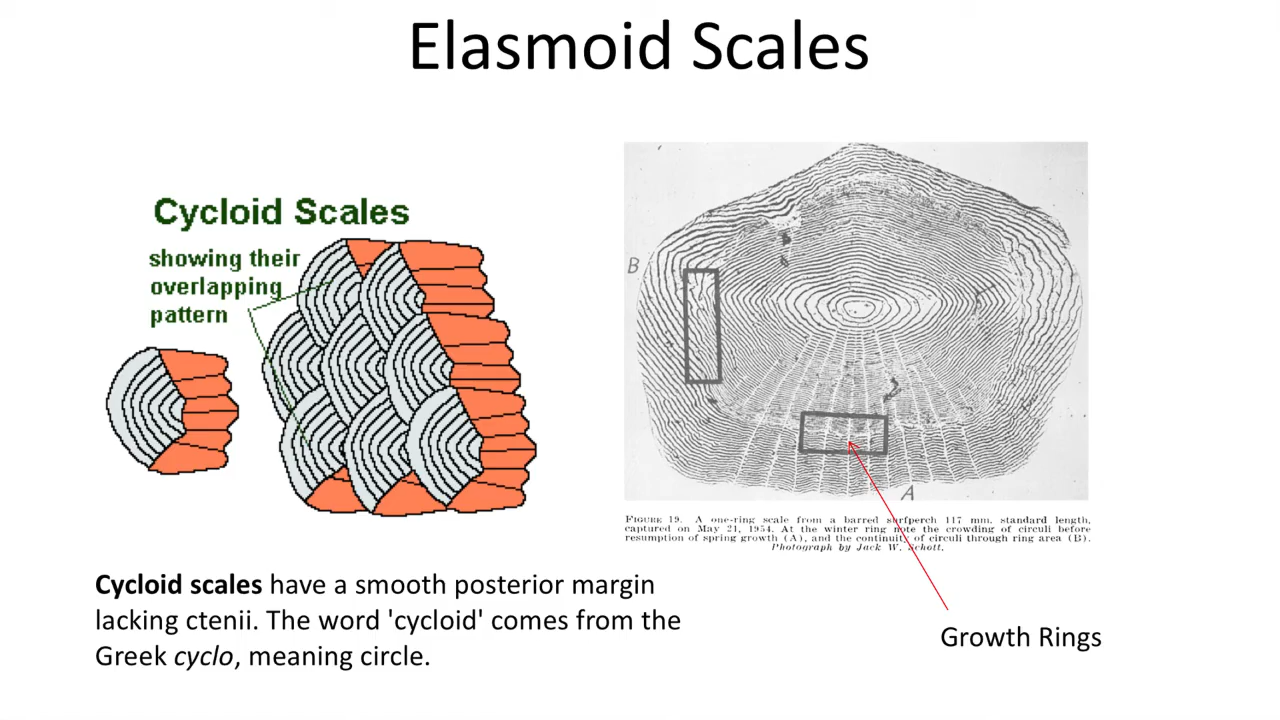 Elasmoid Scales
Cycloid Scales
showing their
overlapping
pattern
B
A
FIGURE 19. A one-ring scale from a barred surfperch 117 mm. standard length,
captured on May 21, 1954. At the winter ring note the crowding of circuli before
resumption of spring growth (A), and the continuity of circuli through ring area (B).
Photograph by Jack W. Schott.
Cycloid scales have a smooth posterior margin
lacking ctenii. The word 'cycloid' comes from the
Greek cyclo, meaning circle.
Growth Rings